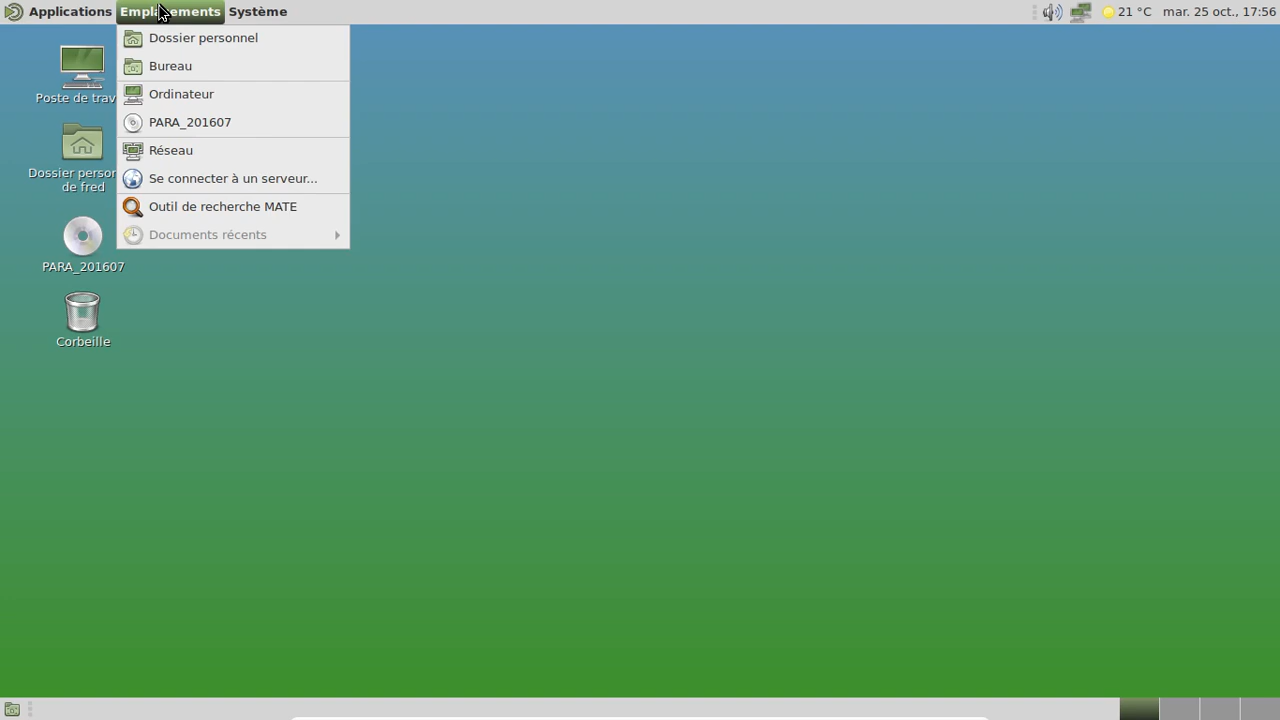 Applications Emplacements Système 21 °C mar. 25 oct., 17:56
Dossier personnel
Bureau
Ordinateur
PARA_201607
Réseau
Se connecter à un serveur...
Outil de recherche MATE
Documents récents
Poste de trav
Dossier person
de fred
PARA_201607
Corbeille